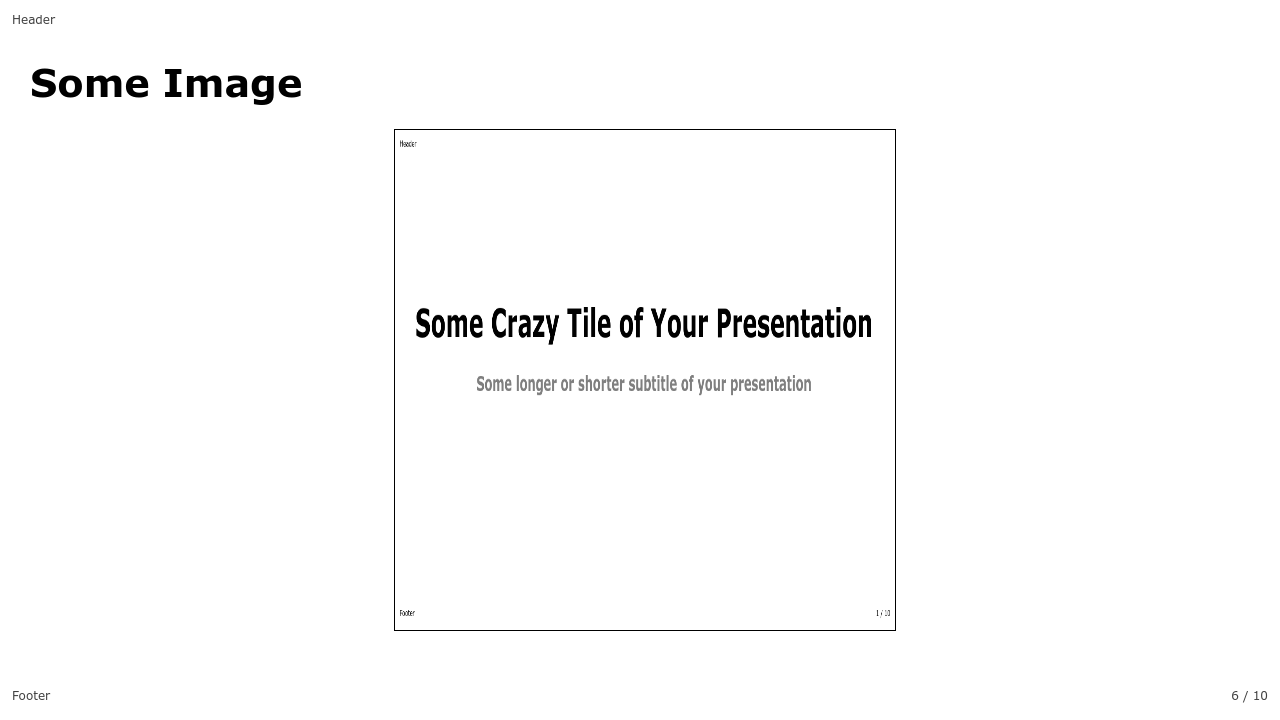 Header
Some Image
Header
Some Crazy Tile of Your Presentation
Some longer or shorter subtitle of your presentation
Footer
1 / 10
Footer
6 / 10